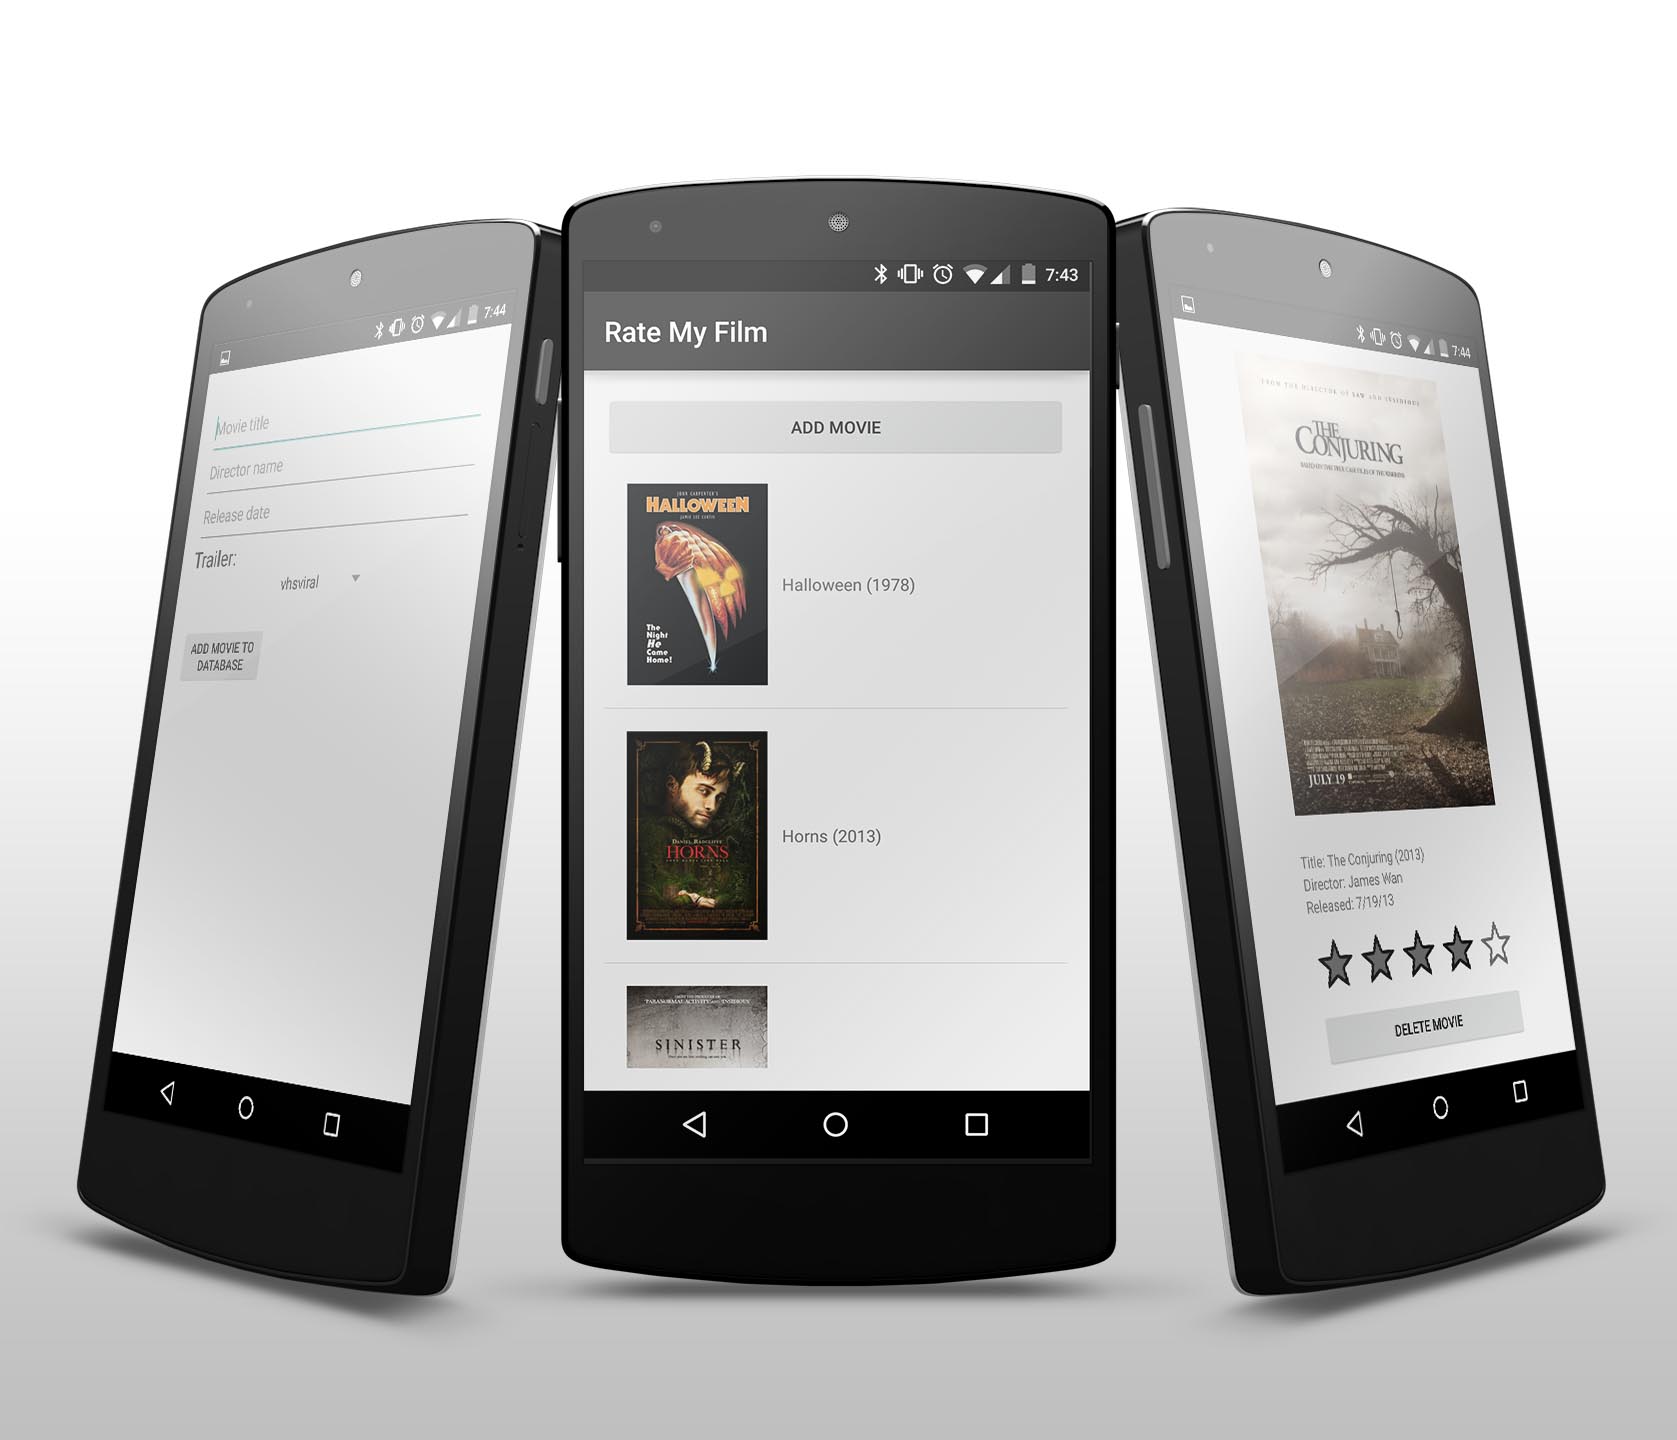 7:44
Movie title
Director name
Release date
Trailer:
vhsviral
ADD MOVIE TO
DATABASE
7:43
Rate My Film
ADD MOVIE
JOHN CARPENTER'S
HALLOWEEN
JAMIE LEE CURTIS
The
Night
He
Came
Home!
Halloween (1978)
DANIEL RADCLIFFE
HORNS
Horns (2013)
PARANORMAL ACTIVITY AND INSIDIOUS
SINISTER
7:44
FROM THE DIRECTOR OF SAW AND INSIDIOUS
THE
CONJURING
BASED ON THE TRUE CASE FILES OF THE WARRENS
JULY 19
Title: The Conjuring (2013)
Director: James Wan
Released: 7/19/13
DELETE MOVIE